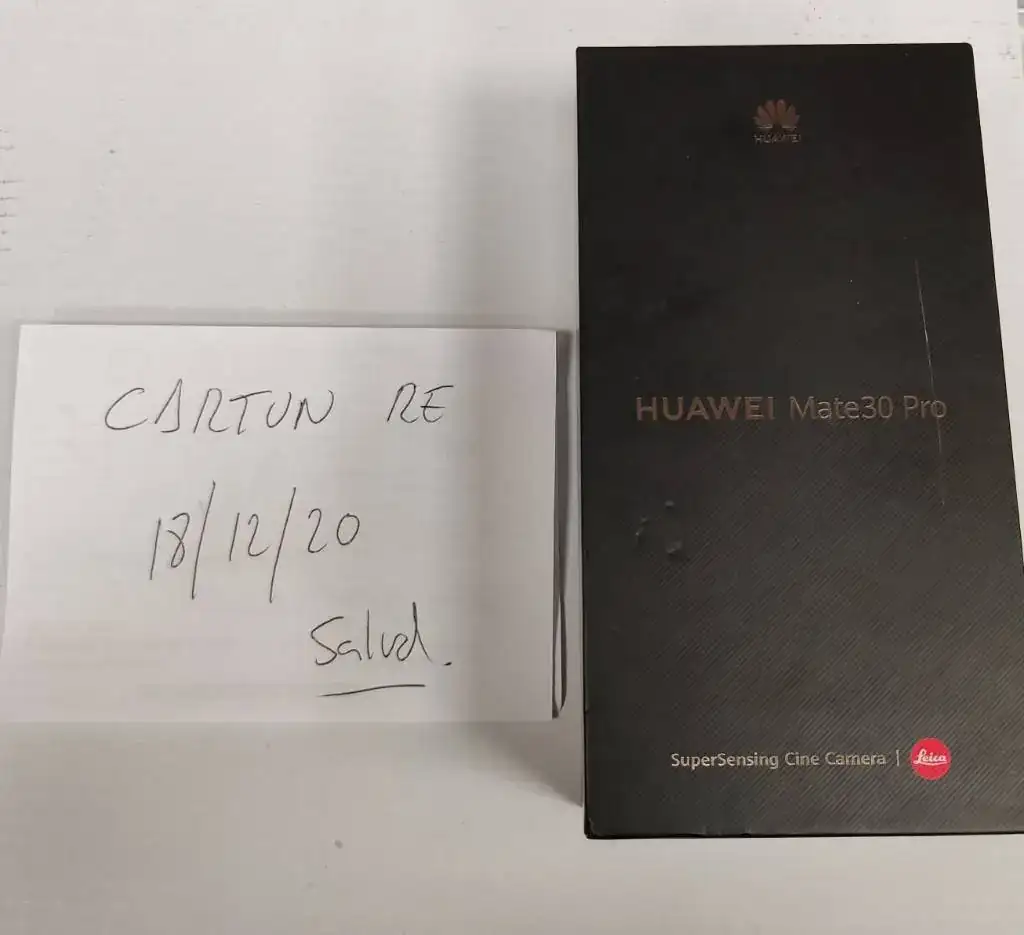 CARTUN RE
18/12/20
Salud.
HUAWEI
HUAWEI Mate30 Pro
SuperSensing Cine Camera | Leica